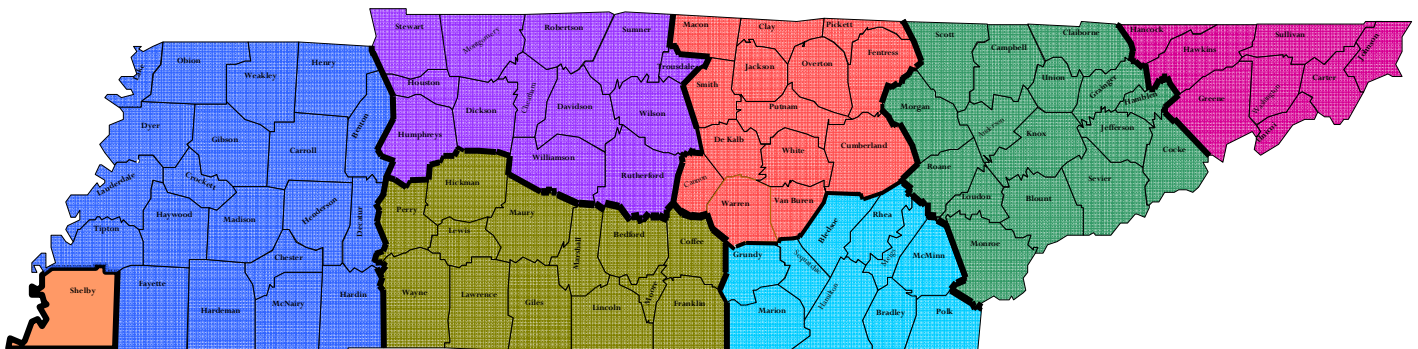 Stewart
Montgomery
Robertson
Sumner
Macon
Clay
Pickett
Scott
Campbell
Claiborne
Hancock
Hawkins
Sullivan
Johnson
Lake
Obion
Weakley
Henry
Houston
Dickson
Cheatham
Davidson
Wilson
Trousdale
Smith
Jackson
Overton
Fentress
Morgan
Anderson
Union
Grainger
Hamblen
Greene
Washington
Carter
Unicoi
Dyer
Gibson
Carroll
Benton
Humphreys
Williamson
Rutherford
De Kalb
Putnam
White
Cumberland
Roane
Knox
Jefferson
Cocke
Sevier
Lauderdale
Crockett
Haywood
Madison
Henderson
Decatur
Perry
Hickman
Lewis
Maury
Marshall
Bedford
Coffee
Cannon
Warren
Van Buren
Bledsoe
Rhea
Meigs
McMinn
Loudon
Blount
Monroe
Tipton
Shelby
Fayette
Hardeman
Chester
McNairy
Hardin
Wayne
Lawrence
Giles
Lincoln
Moore
Franklin
Grundy
Sequatchie
Marion
Hamilton
Bradley
Polk